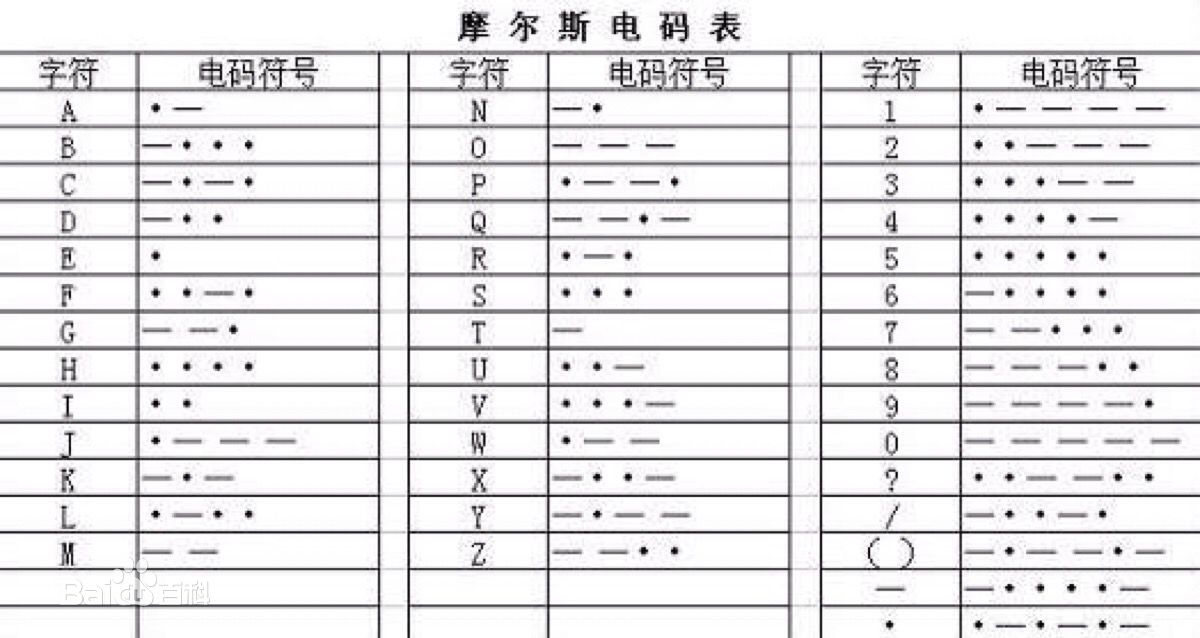 摩尔斯电码表
字符 电码符号 字符 电码符号 字符 电码符号
A •— N —• 1 •— — — —
B —••• O — — — 2 ••— — —
C —•—• P •— —• 3 •••— —
D —•• Q — —•— 4 ••••—
E • R •—• 5 •••••
F ••—• S ••• 6 —••••
G — —• T — 7 — —•••
H •••• U ••— 8 — — —••
I •• V •••— 9 — — — —•
J •— — — W •— — 0 — — — — —
K —•— X —••— ? ••— —••
L •—•• Y —•— — / —••—•
M — — Z — —•• () —•— —•—
— —••••—
• •—•—•—
Baidu百科